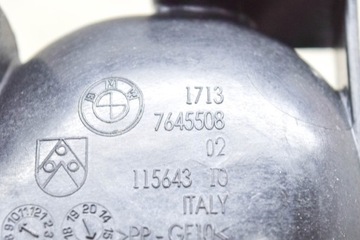 BMW
1713
7645508
02
115643 TO
ITALY
>PP-GF10<